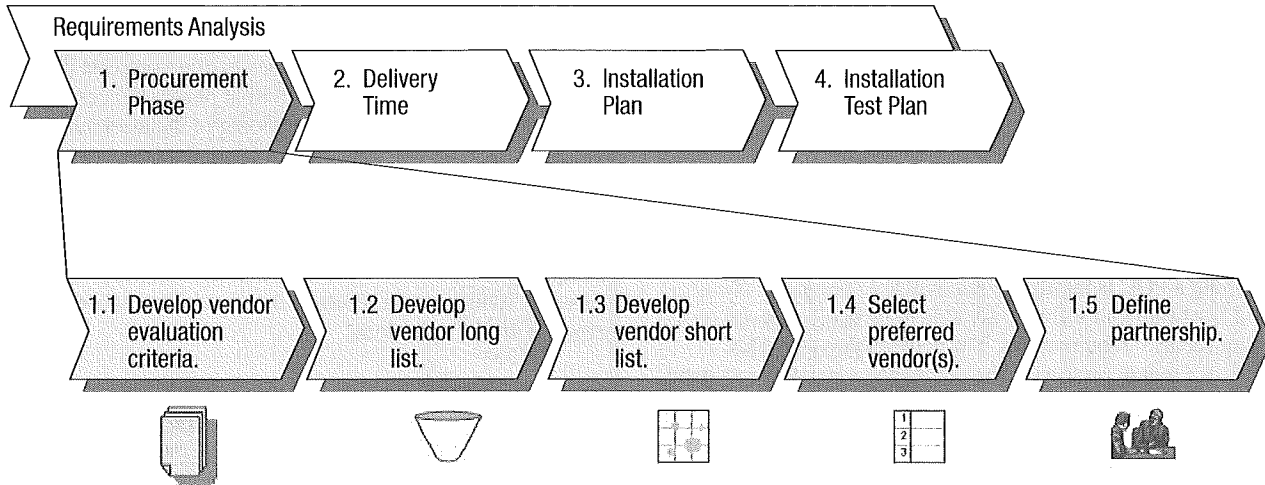 Requirements Analysis
1. Procurement
Phase
2. Delivery
Time
3. Installation
Plan
4. Installation
Test Plan
1.1 Develop vendor
evaluation
criteria.
1.2 Develop
vendor long
list.
1.3 Develop
vendor short
list.
1.4 Select
preferred
vendor(s).
1.5 Define
partnership.
1
2
3